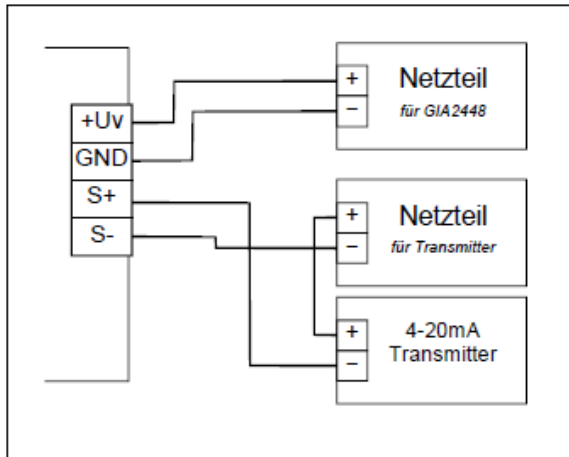 +Uv
GND
S+
S-
+
−
Netzteil
für GIA2448
+
−
Netzteil
für Transmitter
+
−
4-20mA
Transmitter